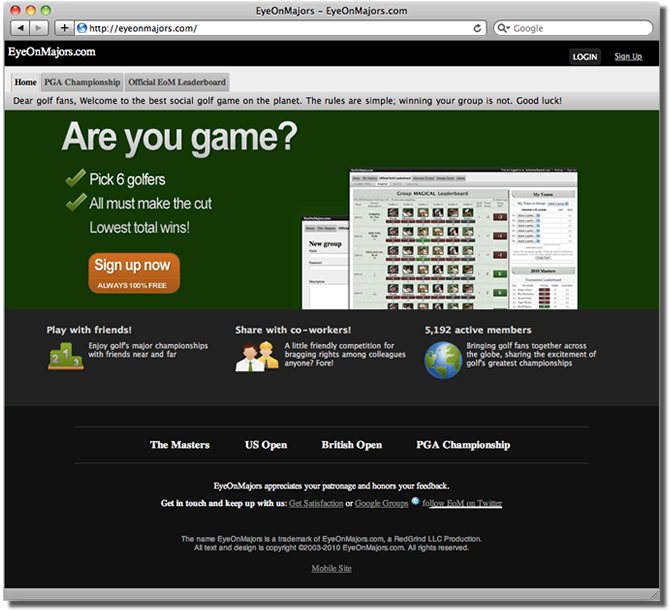 EyeOnMajors – EyeOnMajors.com
http://eyeonmajors.com/
Google
EyeOnMajors.com
LOGIN
Sign Up
Home
PGA Championship
Official EoM Leaderboard
Dear golf fans, Welcome to the best social golf game on the planet. The rules are simple; winning your group is not. Good luck!
Are you game?
Pick 6 golfers
All must make the cut
Lowest total wins!
Sign up now
ALWAYS 100% FREE
Group MAGICAL Leaderboard
My Teams
New group
2010 Masters
Play with friends!
Enjoy golf's major championships
with friends near and far
Share with co-workers!
A little friendly competition for
bragging rights among colleagues
anyone? Fore!
5,192 active members
Bringing golf fans together across
the globe, sharing the excitement of
golf's greatest championships
The Masters
US Open
British Open
PGA Championship
EyeOnMajors appreciates your patronage and honors your feedback.
Get in touch and keep up with us: Get Satisfaction or Google Groups follow EoM on Twitter
The name EyeOnMajors is a trademark of EyeOnMajors.com, a RedGrind LLC Production.
All text and design is copyright ©2003-2010 EyeOnMajors.com. All rights reserved.
Mobile Site